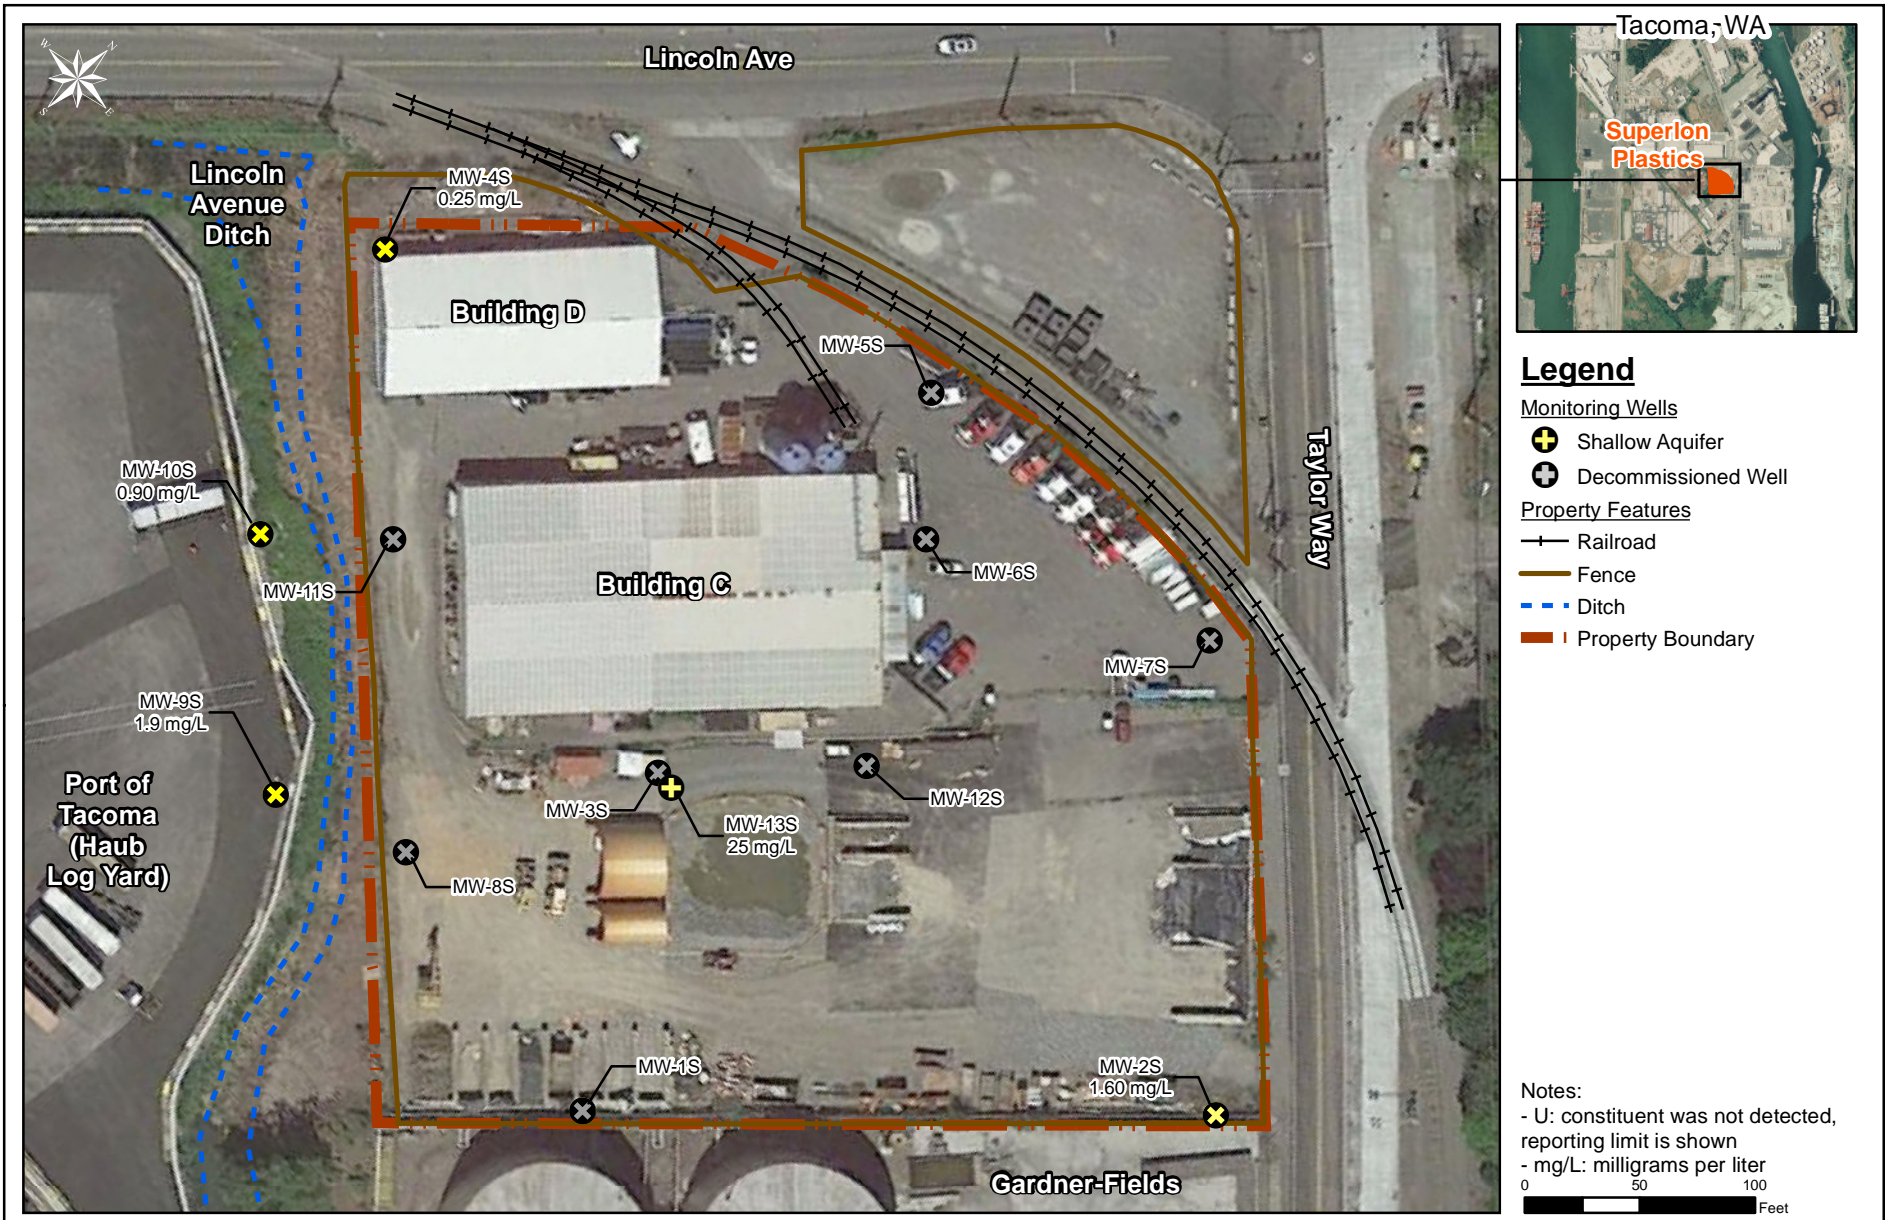 Lincoln Ave
W
N
S
E
Lincoln
Avenue
Ditch
MW-4S
0.25 mg/L
Building D
MW-5S
MW-10S
0.90 mg/L
MW-11S
Building C
MW-6S
Taylor Way
MW-7S
MW-9S
1.9 mg/L
Port of
Tacoma
(Haub
Log Yard)
MW-3S
MW-13S
25 mg/L
MW-12S
MW-8S
MW-1S
MW-2S
1.60 mg/L
Gardner-Fields
Tacoma, WA
Superlon
Plastics
Legend
Monitoring Wells
Shallow Aquifer
Decommissioned Well
Property Features
Railroad
Fence
Ditch
Property Boundary
Notes:
- U: constituent was not detected,
reporting limit is shown
- mg/L: milligrams per liter
0 50 100
Feet